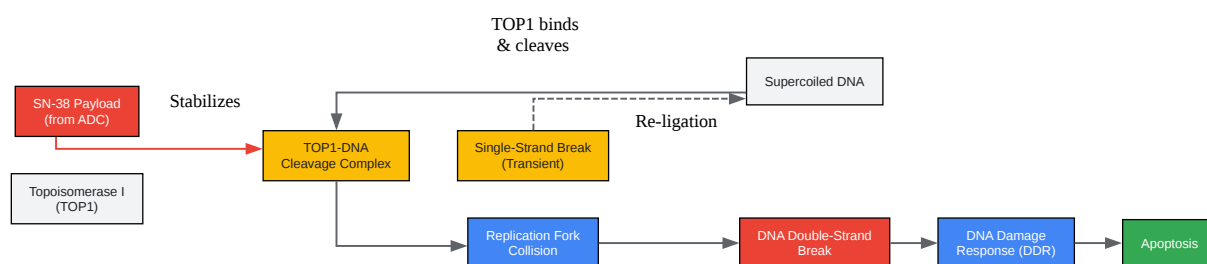 TOP1 binds
& cleaves
Supercoiled DNA
SN-38 Payload
(from ADC)
Stabilizes
Re-ligation
TOP1-DNA
Cleavage Complex
Single-Strand Break
(Transient)
Topoisomerase I
(TOP1)
Replication Fork
Collision
DNA Double-Strand
Break
DNA Damage
Response (DDR)
Apoptosis